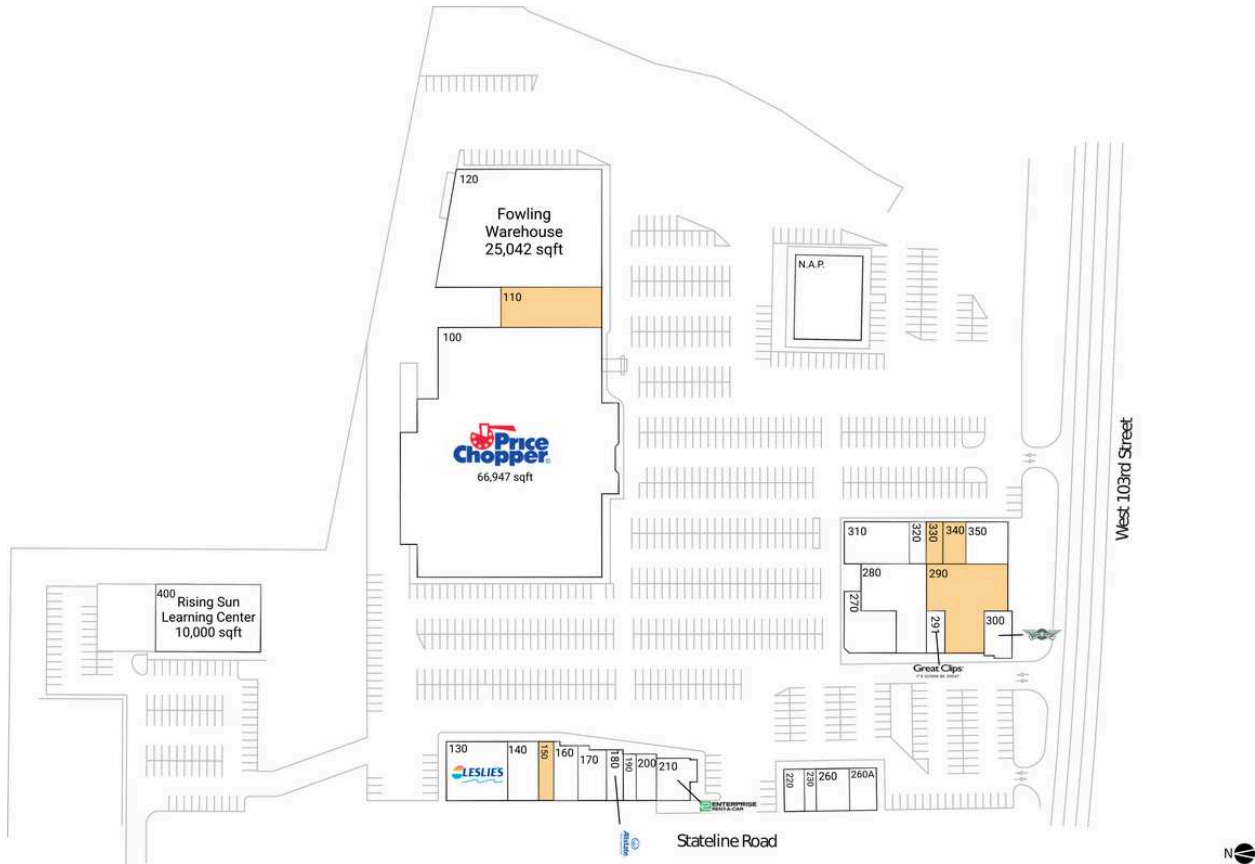 120
Fowling
Warehouse
25,042 sqft
N.A.P.
110
100
Price
Chopper
66,947 sqft
West 103rd Street
310
320
330
340
350
280
290
270
291
300
400
Rising Sun
Learning Center
10,000 sqft
Great Clips
130
140
150
160
170
180
190
200
210
LESLIE'S
220
230
260
260A
ENTERPRISE
RENT-A-CAR
Allstate
Stateline Road
N